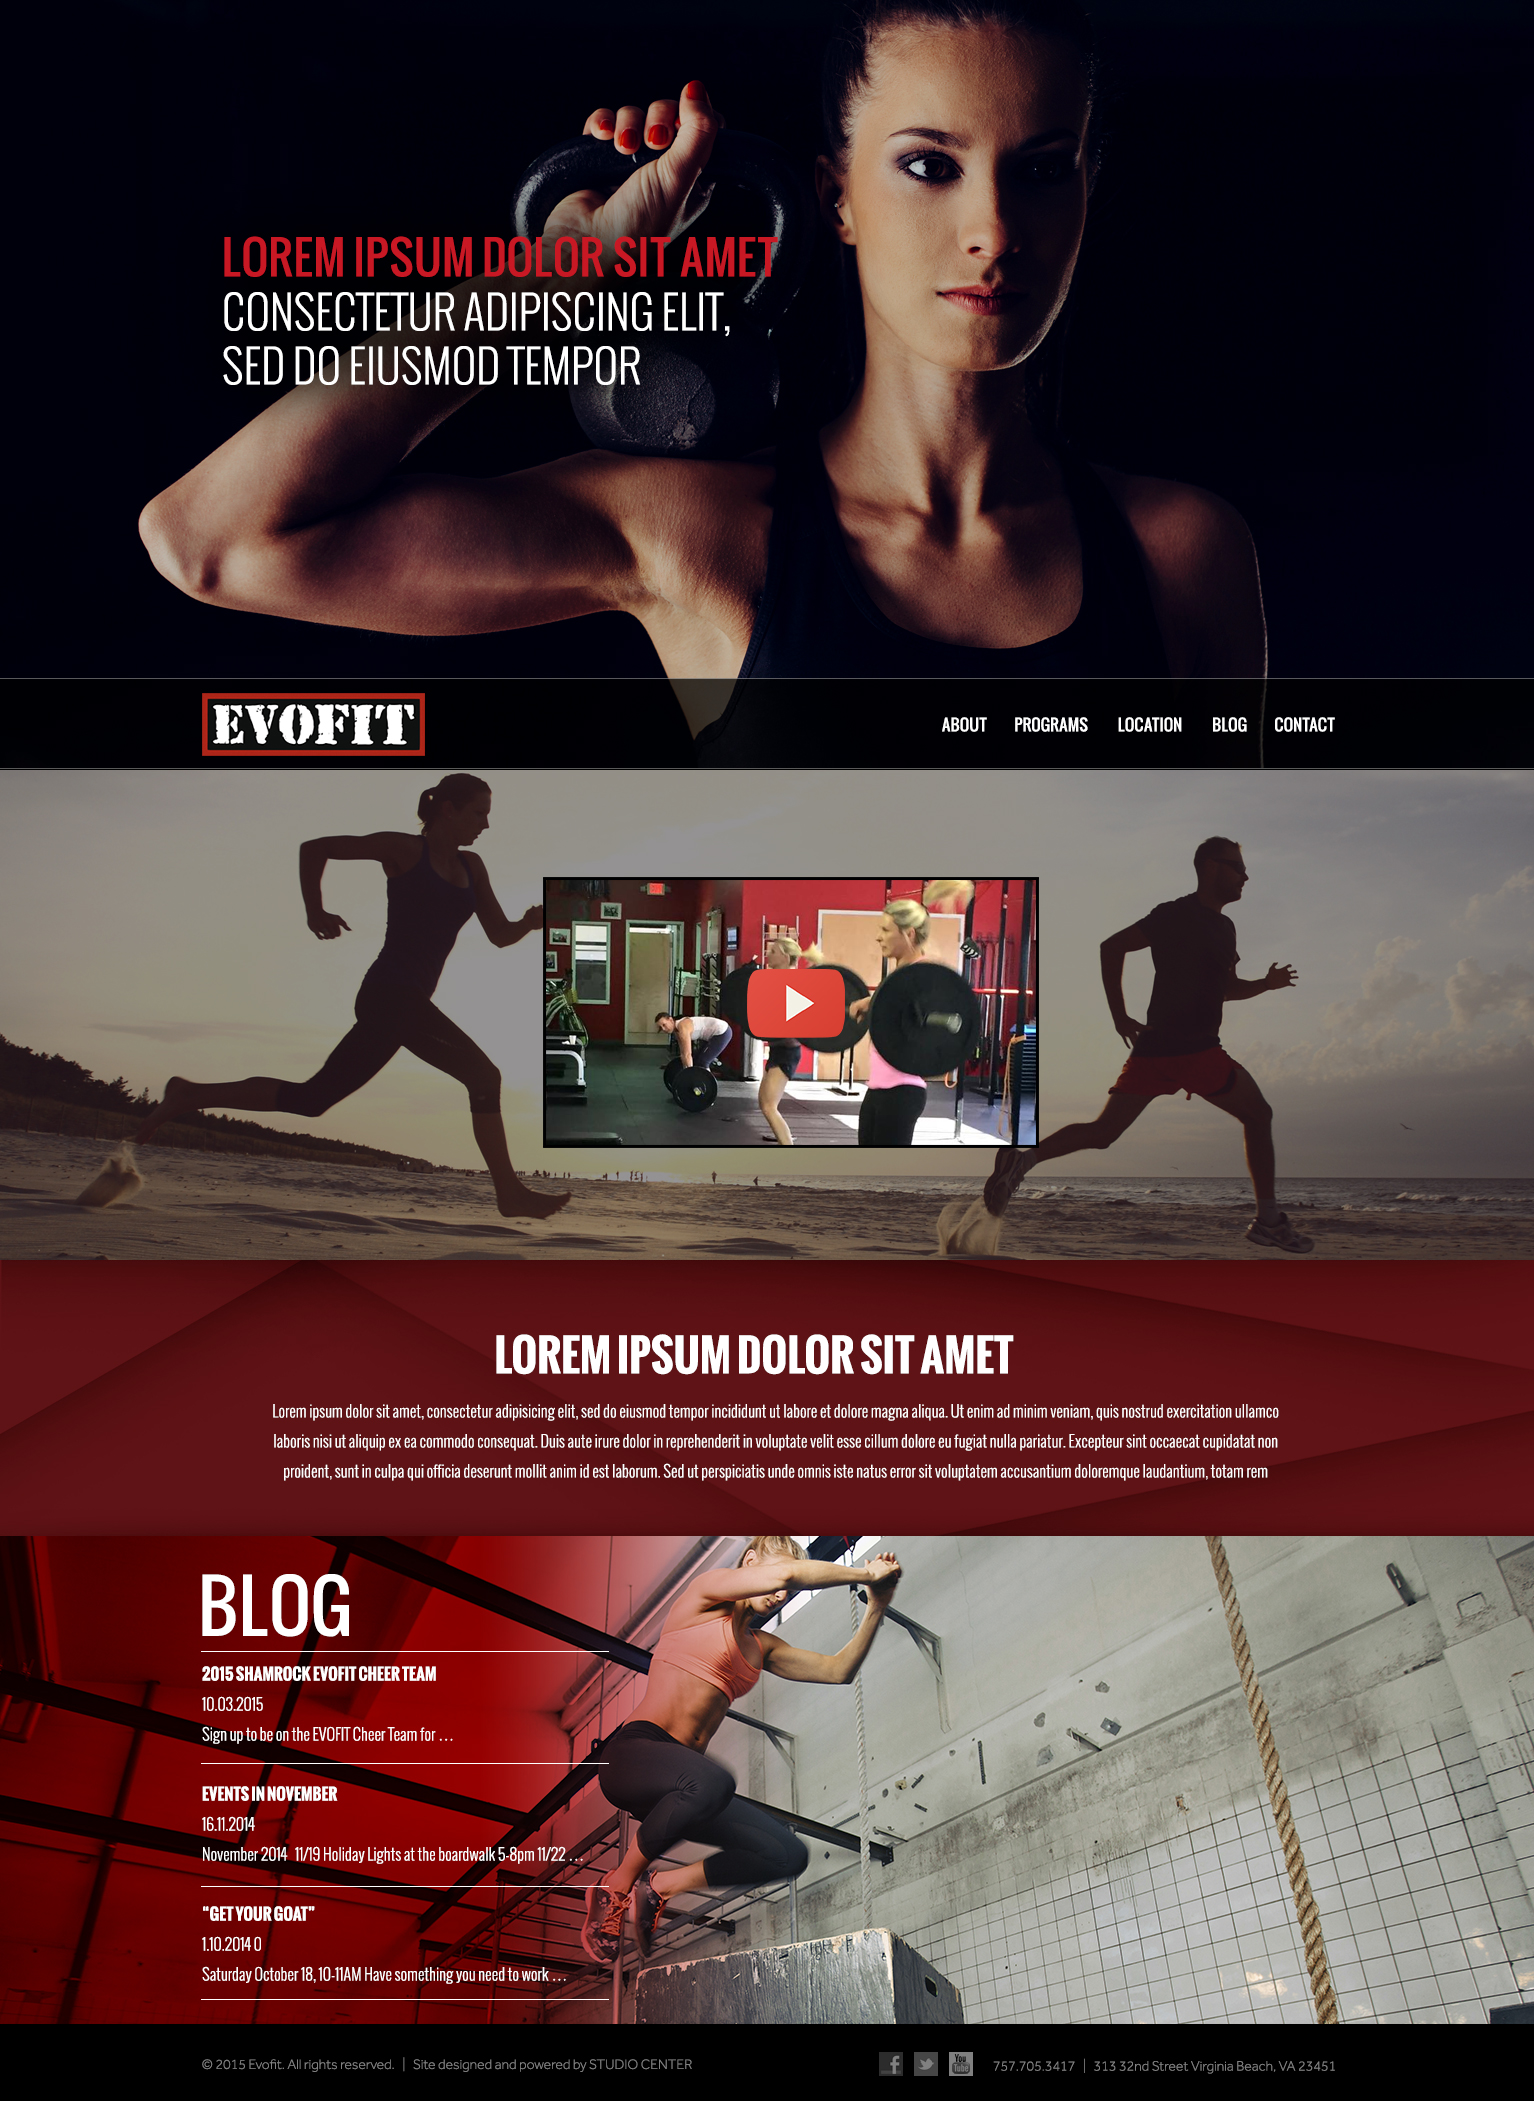 LOREM IPSUM DOLOR SIT AMET
CONSECTETUR ADIPISCING ELIT,
SED DO EIUSMOD TEMPOR
EVOFIT
ABOUT PROGRAMS LOCATION BLOG CONTACT
LOREM IPSUM DOLOR SIT AMET
Lorem ipsum dolor sit amet, consectetur adipisicing elit, sed do eiusmod tempor incididunt ut labore et dolore magna aliqua. Ut enim ad minim veniam, quis nostrud exercitation ullamco
laboris nisi ut aliquip ex ea commodo consequat. Duis aute irure dolor in reprehenderit in voluptate velit esse cillum dolore eu fugiat nulla pariatur. Excepteur sint occaecat cupidatat non
proident, sunt in culpa qui officia deserunt mollit anim id est laborum. Sed ut perspiciatis unde omnis iste natus error sit voluptatem accusantium doloremque laudantium, totam rem
BLOG
2015 SHAMROCK EVOFIT CHEER TEAM
10.03.2015
Sign up to be on the EVOFIT Cheer Team for ...
EVENTS IN NOVEMBER
16.11.2014
November 2014 11/19 Holiday Lights at the boardwalk 5-8pm 11/22 ...
“GET YOUR GOAT”
1.10.2014 0
Saturday October 18, 10-11AM Have something you need to work ...
© 2015 Evofit. All rights reserved. | Site designed and powered by STUDIO CENTER
f You Tube 757.705.3417 | 313 32nd Street Virginia Beach, VA 23451